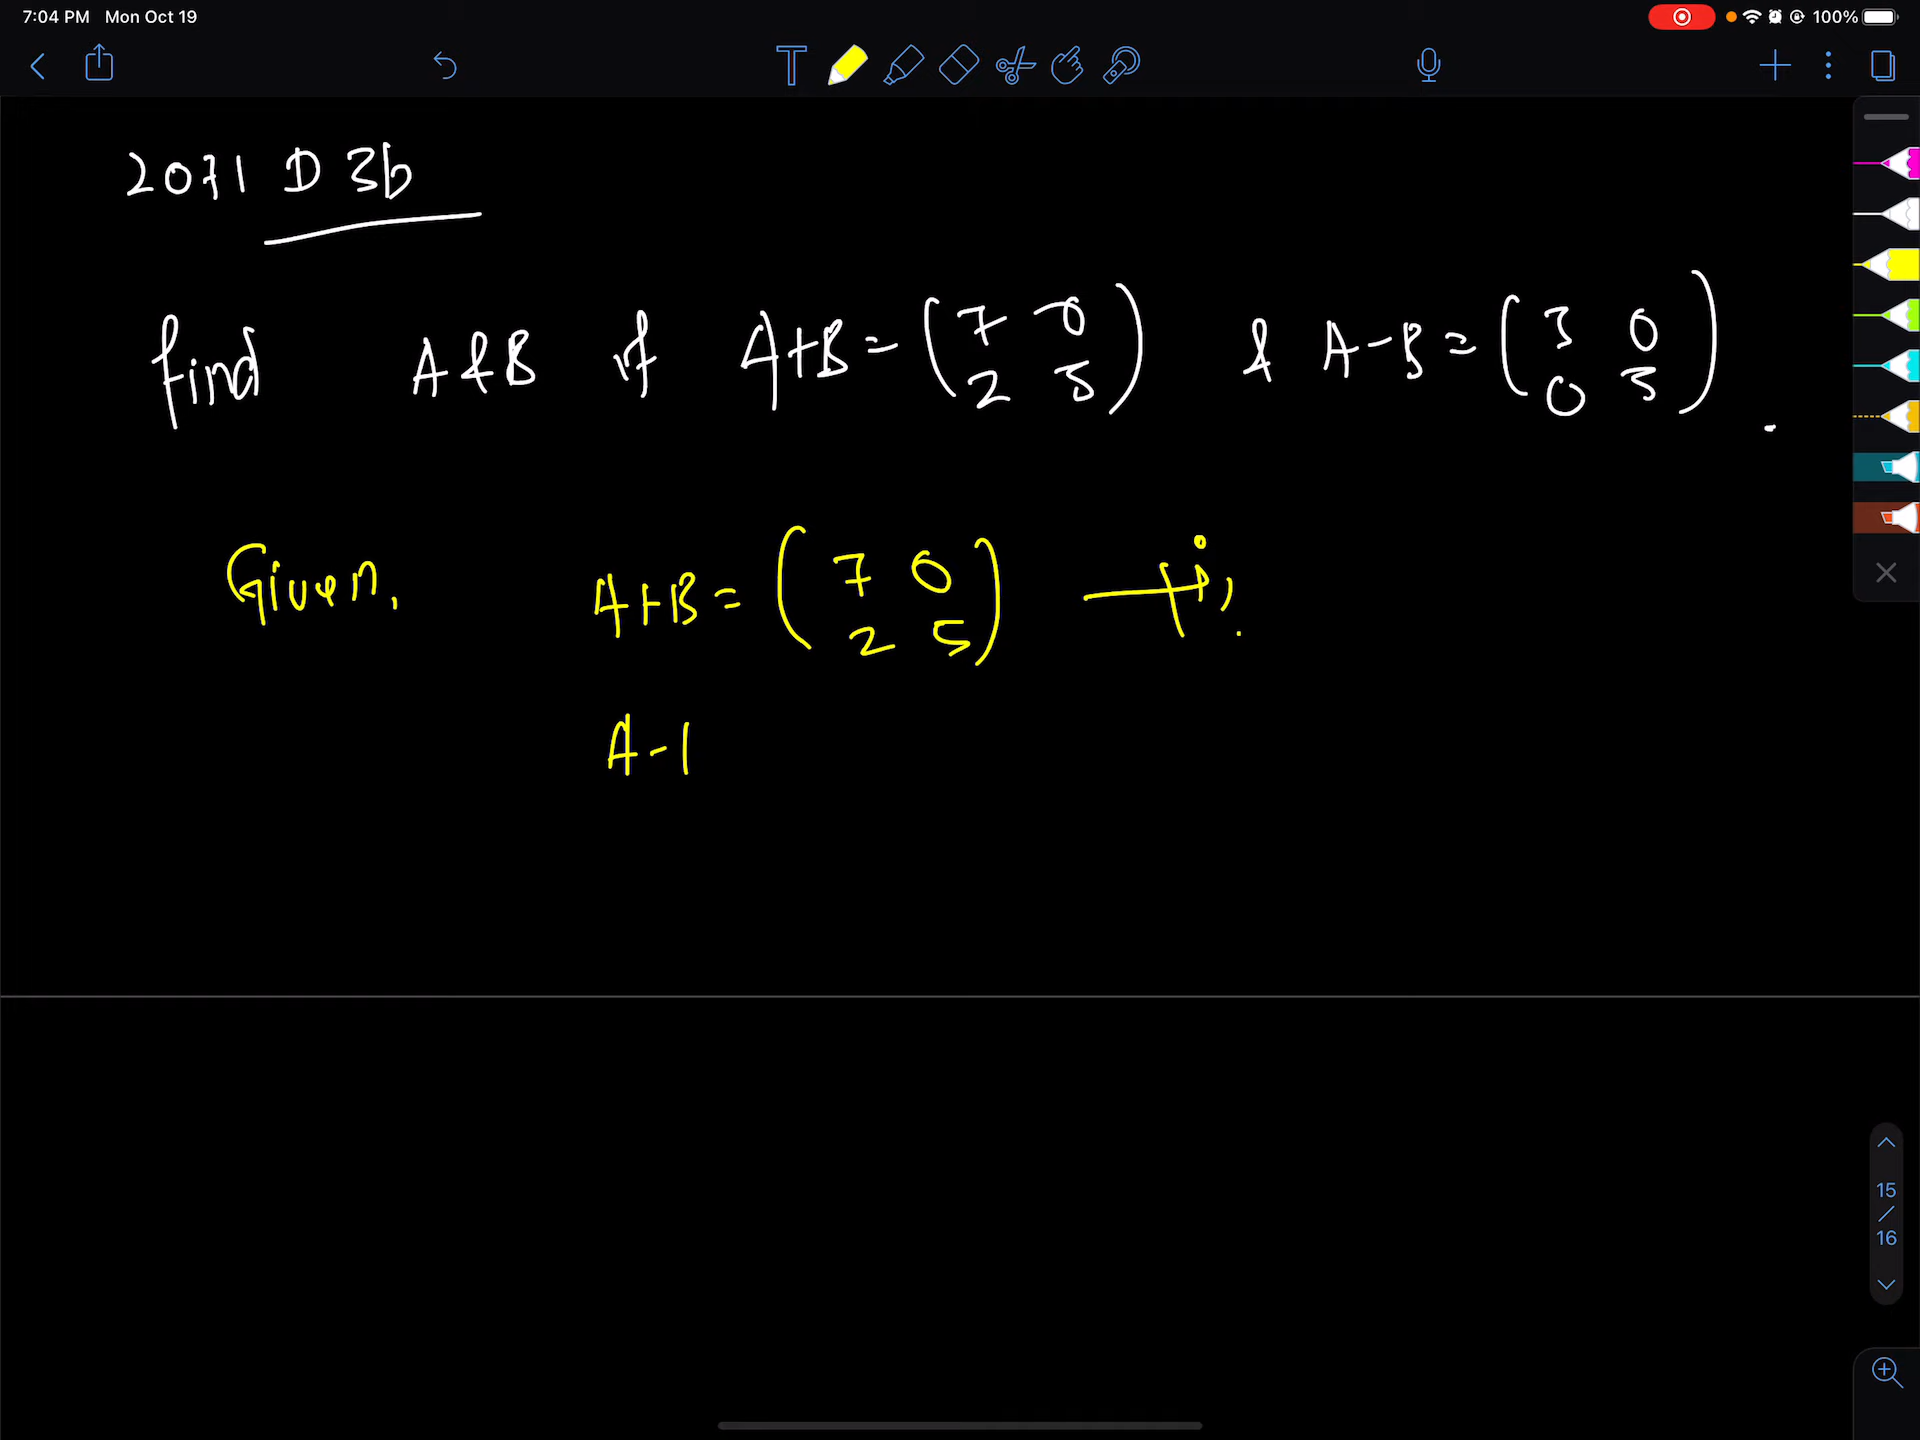 7:04 PM Mon Oct 19
100%
2071 D 3b
find A & B if A+B = (7 0 & A-B = (3 0
2 5) 0 3).
Given, A+B = (7 0
2 5)
A-1
15
/
16